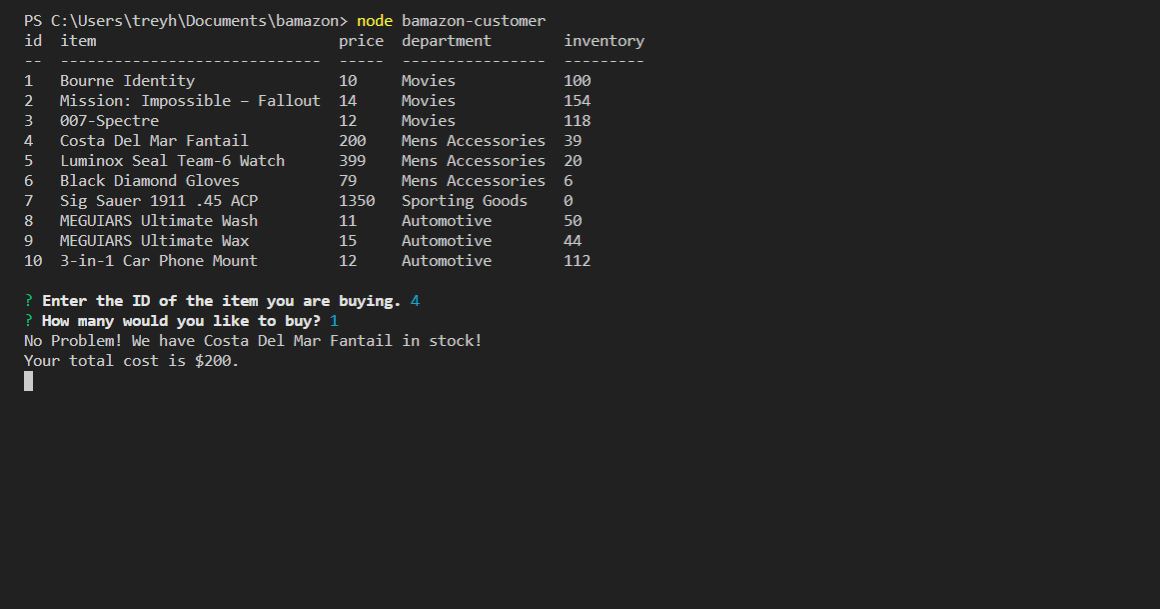 PS C:\Users\treyh\Documents\bamazon> node bamazon-customer
id  item                           price  department        inventory
--  -----------------------------  -----  ----------------  ---------
1   Bourne Identity                10     Movies            100
2   Mission: Impossible – Fallout  14     Movies            154
3   007-Spectre                    12     Movies            118
4   Costa Del Mar Fantail          200    Mens Accessories  39
5   Luminox Seal Team-6 Watch      399    Mens Accessories  20
6   Black Diamond Gloves           79     Mens Accessories  6
7   Sig Sauer 1911 .45 ACP         1350   Sporting Goods    0
8   MEGUIARS Ultimate Wash         11     Automotive        50
9   MEGUIARS Ultimate Wax          15     Automotive        44
10  3-in-1 Car Phone Mount         12     Automotive        112
? Enter the ID of the item you are buying. 4
? How many would you like to buy? 1
No Problem! We have Costa Del Mar Fantail in stock!
Your total cost is $200.